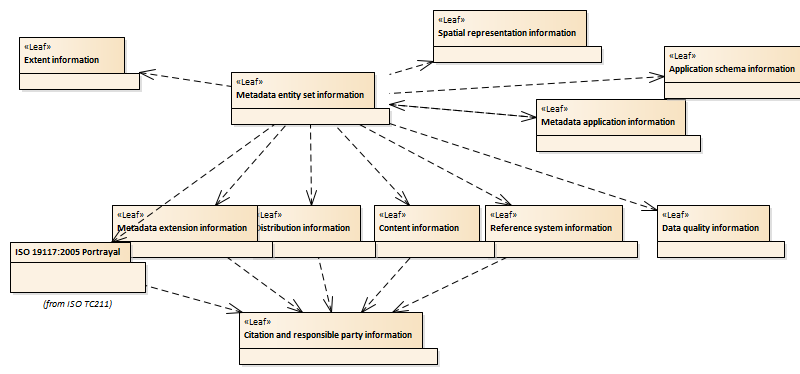 «Leaf»
Spatial representation information
«Leaf»
Extent information
«Leaf»
Application schema information
«Leaf»
Metadata entity set information
«Leaf»
Metadata application information
«Leaf»
Metadata extension information
«Leaf»
Distribution information
«Leaf»
Content information
«Leaf»
Reference system information
«Leaf»
Data quality information
ISO 19117:2005 Portrayal
(from ISO TC211)
«Leaf»
Citation and responsible party information